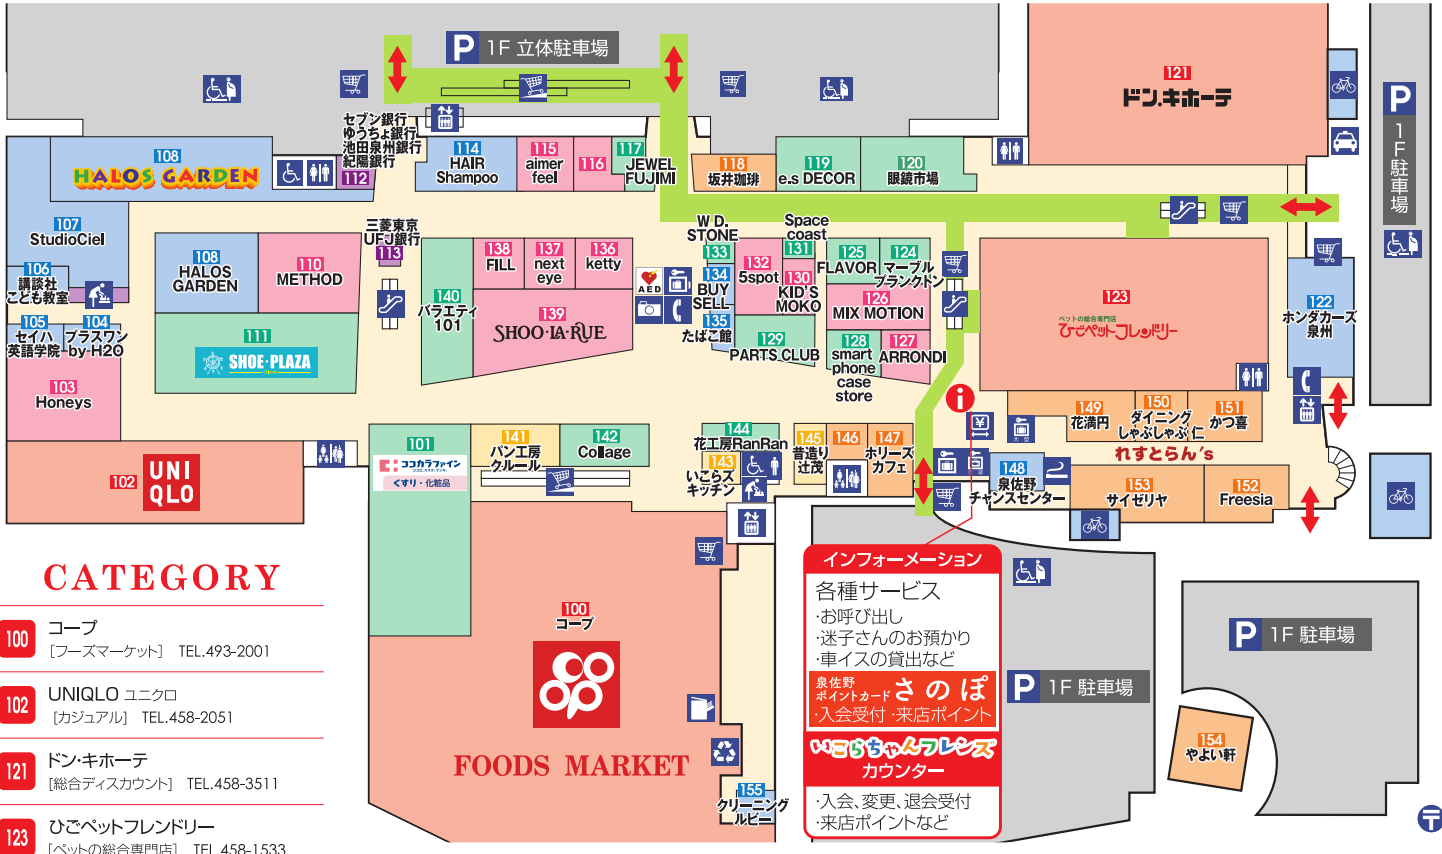 P 1F 立体駐車場
121
ドン.キホーテ
P 1F 駐車場
セブン銀行
ゆうちょ銀行
池田泉州銀行
紀陽銀行
112
108
HALOS GARDEN
114
HAIR
Shampoo
115
aimer
feel
116
117
JEWEL
FUJIMI
118
坂井珈琲
119
e.s DECOR
120
眼鏡市場
107
StudioCiel
106
講談社
こども教室
105
セイハ
英語学院
104
プラスワン
by-H2O
103
Honeys
102
UNI
QLO
108
HALOS
GARDEN
110
METHOD
111
SHOE・PLAZA
三菱東京
UFJ銀行
113
140
バラエティ
101
138
FILL
137
next
eye
136
ketty
139
SHOO・LA・RUE
AED
W.D.
STONE
133
134
BUY
SELL
135
たばこ館
132
5spot
Space
coast
131
130
KID'S
MOKO
129
PARTS CLUB
125
FLAVOR
124
マーブル
プランクドン
126
MIX MOTION
128
smart
phone
case
store
127
ARRONDI
123
ペットの総合専門店
ひごペットフレンドリー
122
ホンダカーズ
泉州
149
花満円
150
ダイニング
しゃぶしゃぶ 仁
151
かつ喜
れすとらん's
148
泉佐野
チャンスセンター
153
サイゼリヤ
152
Freesia
大型
101
ココカラファイン
くすり・化粧品
141
パン工房
クルール
142
Collage
144
花工房RanRan
143
いこらズ
キッチン
145
昔造り
辻茂
146
147
ホリーズ
カフェ
100
コープ
FOODS MARKET
155
クリーニング
ルビー
インフォーメーション
各種サービス
・お呼び出し
・迷子さんのお預かり
・車イスの貸出など
泉佐野
ポイントカード さのぽ
・入会受付・来店ポイント
いこらちゃんフレンズ
カウンター
・入会、変更、退会受付
・来店ポイントなど
P 1F 駐車場
P 1F 駐車場
154
やよい軒
CATEGORY
100 コープ
[フーズマーケット] TEL.493-2001
102 UNIQLO ユニクロ
[カジュアル] TEL.458-2051
121 ドン・キホーテ
[総合ディスカウント] TEL.458-3511
123 ひごペットフレンドリー
[ペットの総合専門店] TEL.458-1533